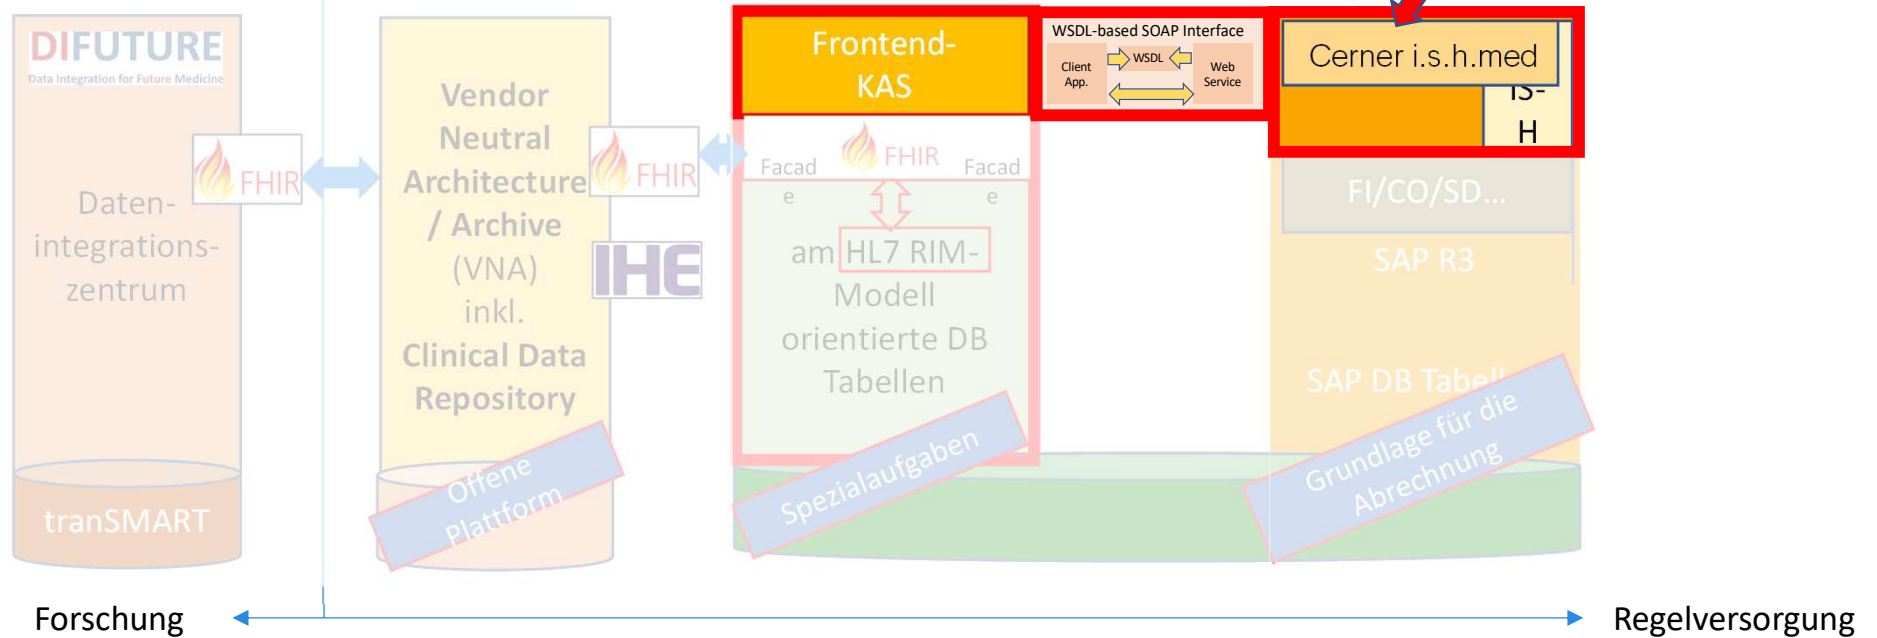 DIFUTURE
Data Integration for Future Medicine
Daten-
integrations-
zentrum
tranSMART
FHIR
Vendor
Neutral
Architecture
/ Archive
(VNA)
inkl.
Clinical Data
Repository
Offene
Plattform
FHIR
IHE
Frontend-
KAS
Facad
e
FHIR
Facad
e
am HL7 RIM-
Modell
orientierte DB
Tabellen
Spezialaufgaben
WSDL-based SOAP Interface
Client
App.
WSDL
Web
Service
Cerner i.s.h.med
IS-
H
FI/CO/SD...
SAP R3
SAP DB Tabell
Grundlage für die
Abrechnung
Forschung
Regelversorgung